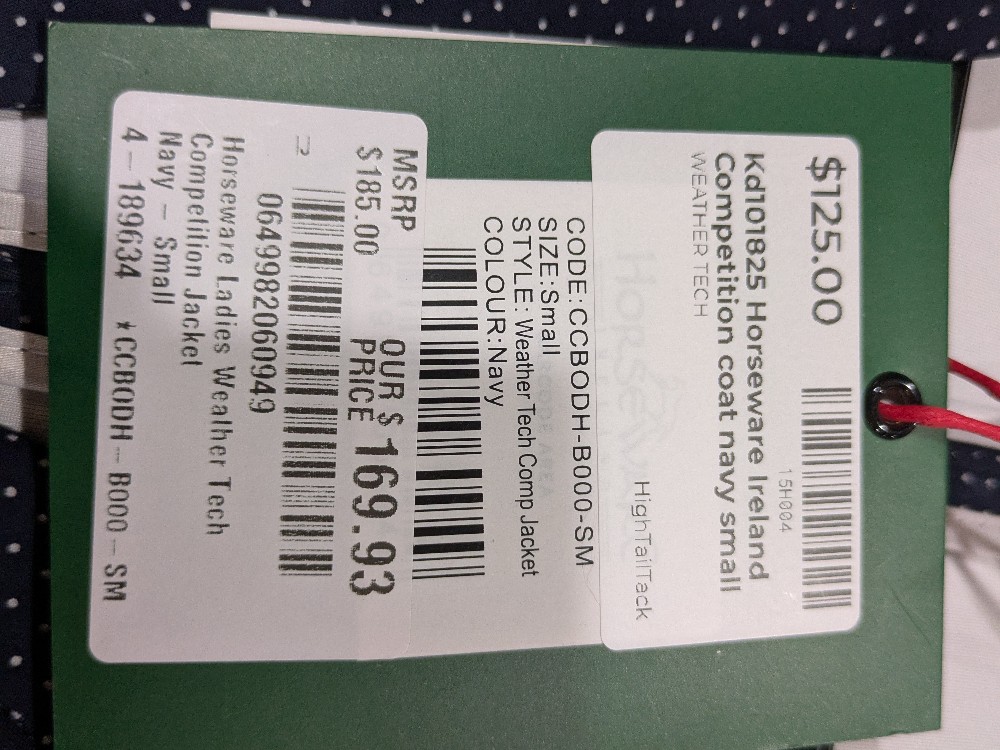 $125.00
15H004
Kd101825 Horseware Ireland
Competition coat navy small
WEATHER TECH
HighTailTack
CODE:CCBODH-B000-SM
SIZE:Small
STYLE: WeatherTech Comp Jacket
COLOUR:Navy
MSRP
$185.00
OUR
PRICE
$169.93
064998206094​9
Horseware Ladies Weather Tech
Competition Jacket
Navy - Small
4-189634 *CCBODH-B000-SM